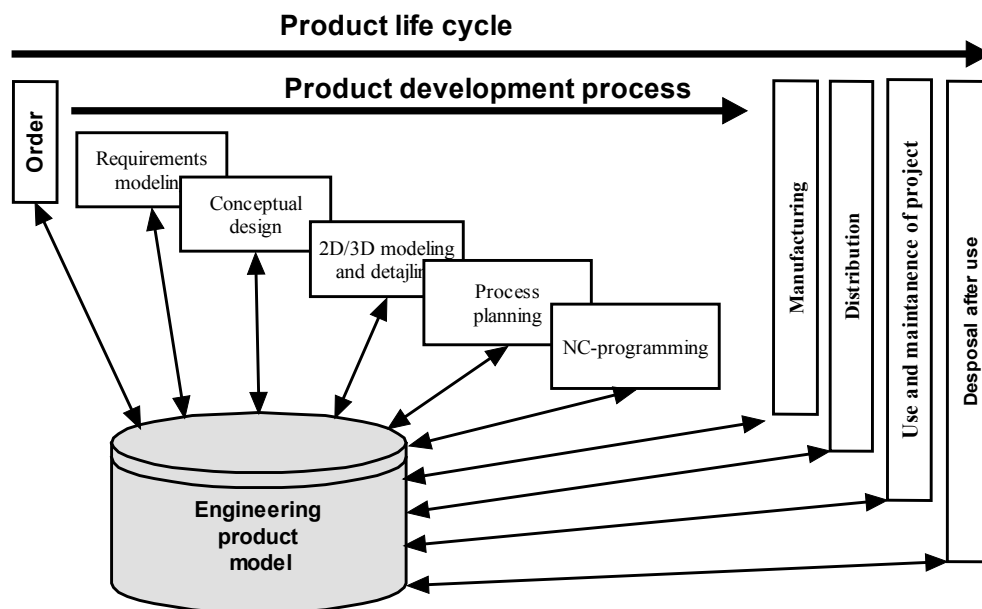 Product life cycle
Product development process
Order
Requirements
modelin
Conceptual
design
2D/3D modeling
and detajlin
Process
planning
NC-programming
Manufacturing
Distribution
Use and maintanence of project
Desposal after use
Engineering
product
model